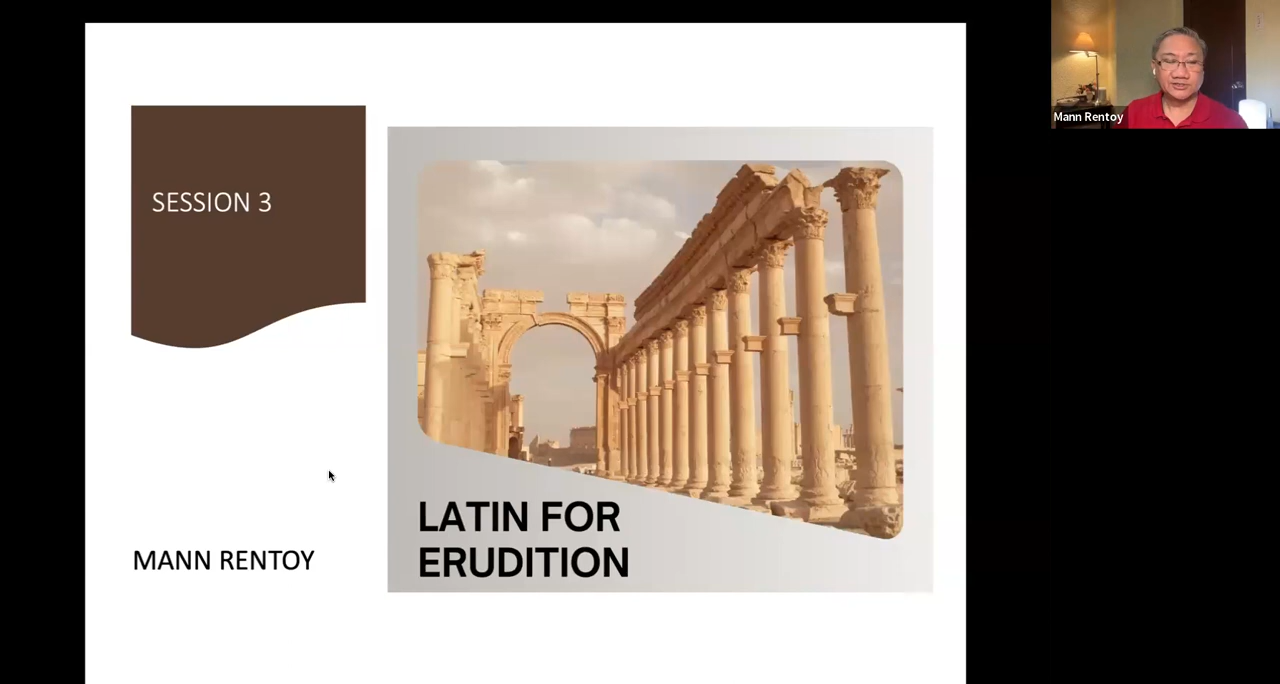 SESSION 3
LATIN FOR
ERUDITION
MANN RENTOY
Mann Rentoy